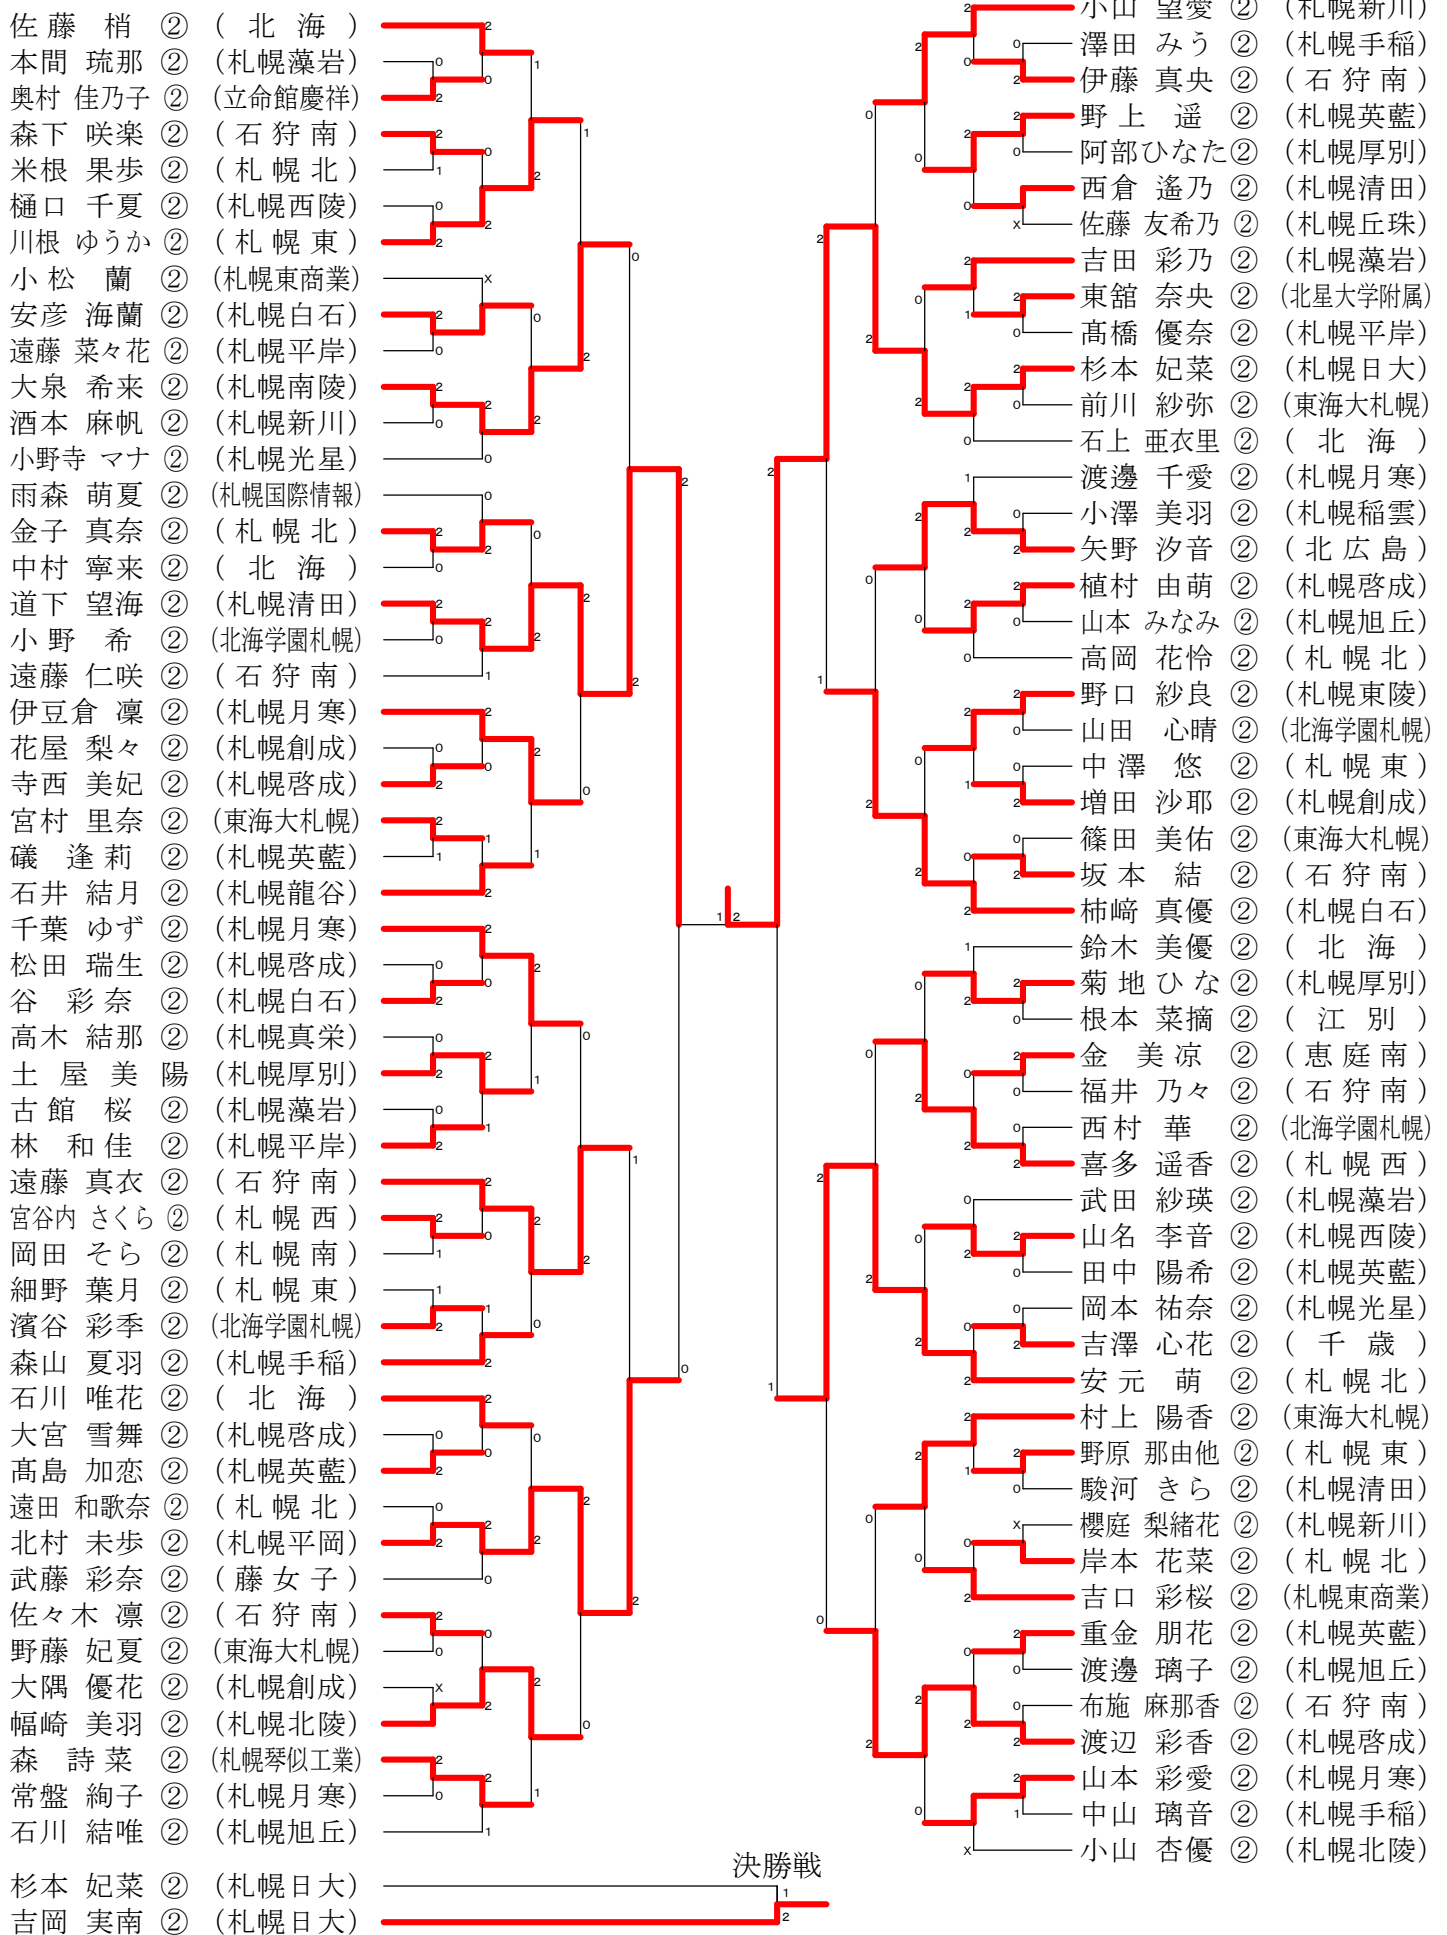 佐藤 梢 ② (北海)
本間 琉那 ② (札幌藻岩)
奥村 佳乃子 ② (立命館慶祥)
森下 咲楽 ② (石狩南)
米根 果歩 ② (札幌北)
樋口 千夏 ② (札幌西陵)
川根 ゆうか ② (札幌東)
小松 蘭 ② (札幌東商業)
安彦 海蘭 ② (札幌白石)
遠藤 菜々花 ② (札幌平岸)
大泉 希来 ② (札幌南陵)
酒本 麻帆 ② (札幌新川)
小野寺 マナ ② (札幌光星)
雨森 萌夏 ② (札幌国際情報)
金子 真奈 ② (札幌北)
中村 寧来 ② (北海)
道下 望海 ② (札幌清田)
小野 希 ② (北海学園札幌)
遠藤 仁咲 ② (石狩南)
伊豆倉 凜 ② (札幌月寒)
花屋 梨々 ② (札幌創成)
寺西 美妃 ② (札幌啓成)
宮村 里奈 ② (東海大札幌)
礒 逢莉 ② (札幌英藍)
石井 結月 ② (札幌龍谷)
千葉 ゆず ② (札幌月寒)
松田 瑞生 ② (札幌啓成)
谷 彩奈 ② (札幌白石)
高木 結那 ② (札幌真栄)
土屋美陽 (札幌厚別)
古館 桜 ② (札幌藻岩)
林 和佳 ② (札幌平岸)
遠藤 真衣 ② (石狩南)
宮谷内 さくら ② (札幌西)
岡田 そら ② (札幌南)
細野 葉月 ② (札幌東)
濱谷 彩季 ② (北海学園札幌)
森山 夏羽 ② (札幌手稲)
石川 唯花 ② (北海)
大宮 雪舞 ② (札幌啓成)
髙島 加恋 ② (札幌英藍)
遠田 和歌奈 ② (札幌北)
北村 未歩 ② (札幌平岡)
武藤 彩奈 ② (藤女子)
佐々木 凛 ② (石狩南)
野藤 妃夏 ② (東海大札幌)
大隅 優花 ② (札幌創成)
幅崎 美羽 ② (札幌北陵)
森 詩菜 ② (札幌琴似工業)
常盤 絢子 ② (札幌月寒)
石川 結唯 ② (札幌旭丘)
小山 望愛 ② (札幌新川)
澤田 みう ② (札幌手稲)
伊藤 真央 ② (石狩南)
野上 遥 ② (札幌英藍)
阿部ひなた② (札幌厚別)
西倉 遙乃 ② (札幌清田)
佐藤 友希乃 ② (札幌丘珠)
吉田 彩乃 ② (札幌藻岩)
東舘 奈央 ② (北星大学附属)
髙橋 優奈 ② (札幌平岸)
杉本 妃菜 ② (札幌日大)
前川 紗弥 ② (東海大札幌)
石上 亜衣里 ② (北海)
渡邊 千愛 ② (札幌月寒)
小澤 美羽 ② (札幌稲雲)
矢野 汐音 ② (北広島)
植村 由萌 ② (札幌啓成)
山本 みなみ ② (札幌旭丘)
高岡 花怜 ② (札幌北)
野口 紗良 ② (札幌東陵)
山田 心晴 ② (北海学園札幌)
中澤 悠 ② (札幌東)
増田 沙耶 ② (札幌創成)
篠田 美佑 ② (東海大札幌)
坂本 結 ② (石狩南)
柿﨑 真優 ② (札幌白石)
鈴木 美優 ② (北海)
菊地ひな ② (札幌厚別)
根本 菜摘 ② (江別)
金 美凉 ② (恵庭南)
福井 乃々 ② (石狩南)
西村 華 ② (北海学園札幌)
喜多 遥香 ② (札幌西)
武田 紗瑛 ② (札幌藻岩)
山名 李音 ② (札幌西陵)
田中 陽希 ② (札幌英藍)
岡本 祐奈 ② (札幌光星)
吉澤 心花 ② (千歳)
安元 萌 ② (札幌北)
村上 陽香 ② (東海大札幌)
野原 那由他 ② (札幌東)
駿河 きら ② (札幌清田)
櫻庭 梨緒花 ② (札幌新川)
岸本 花菜 ② (札幌北)
吉口 彩桜 ② (札幌東商業)
重金 朋花 ② (札幌英藍)
渡邊 璃子 ② (札幌旭丘)
布施 麻那香 ② (石狩南)
渡辺 彩香 ② (札幌啓成)
山本 彩愛 ② (札幌月寒)
中山 璃音 ② (札幌手稲)
小山 杏優 ② (札幌北陵)
決勝戦
杉本 妃菜 ② (札幌日大) 1
吉岡 実南 ② (札幌日大) 2